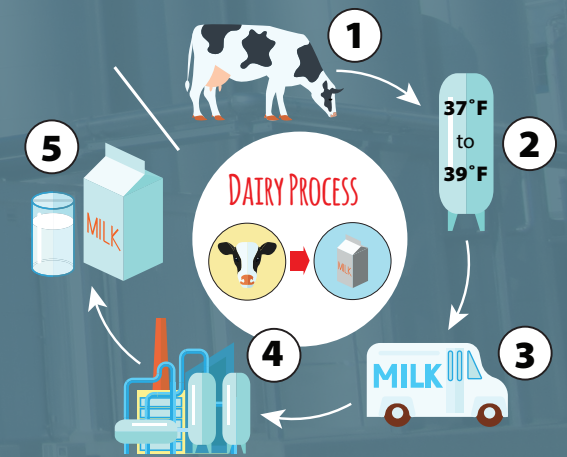 1
37°F
to
39°F
2
3
MILK
4
5
MILK
DAIRY PROCESS
MILK